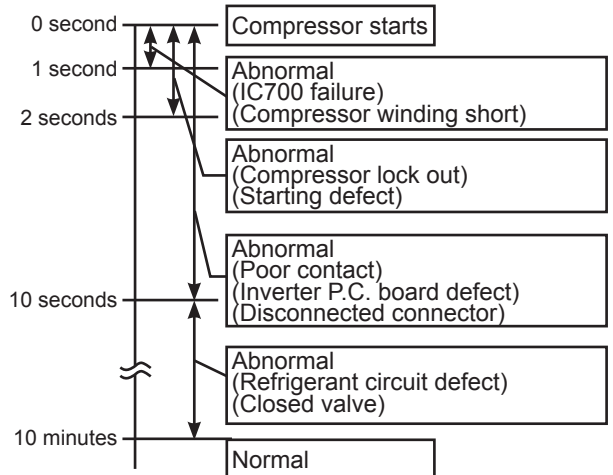 0 second
Compressor starts
1 second
Abnormal
(IC700 failure)
(Compressor winding short)
2 seconds
Abnormal
(Compressor lock out)
(Starting defect)
Abnormal
(Poor contact)
(Inverter P.C. board defect)
(Disconnected connector)
10 seconds
Abnormal
(Refrigerant circuit defect)
(Closed valve)
10 minutes
Normal